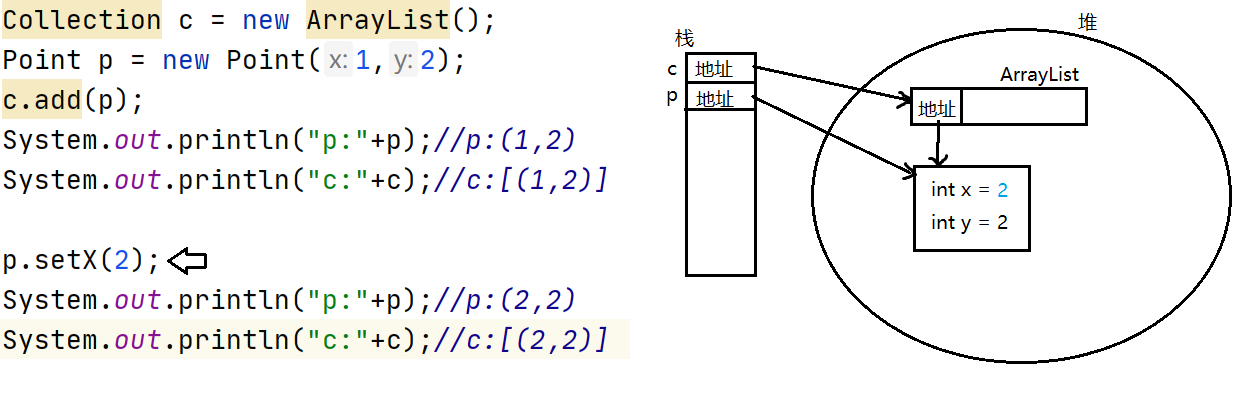 Collection c = new ArrayList();
Point p = new Point(x:1,y:2);
c.add(p);
System.out.println("p:"+p);//p:(1,2)
System.out.println("c:"+c);//c:[(1,2)]
p.setX(2);
System.out.println("p:"+p);//p:(2,2)
System.out.println("c:"+c);//c:[(2,2)]
栈
c 地址
p 地址
堆
ArrayList
地址
int x = 2
int y = 2